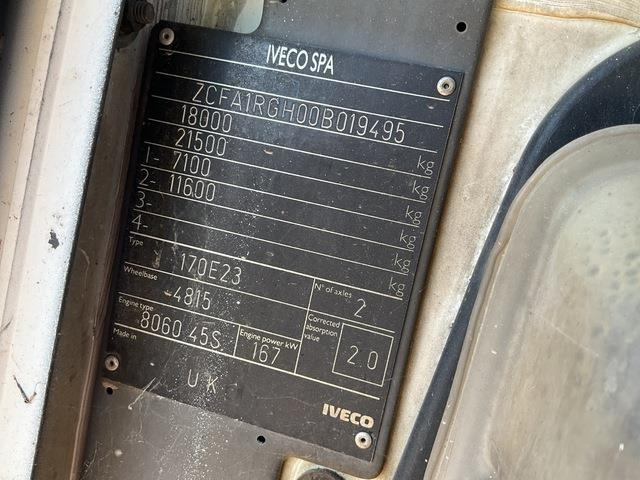 IVECO SPA
ZCFA1RGH00B019495
18000 kg
21500 kg
1- 7100 kg
2- 11600 kg
3- kg
4- kg
Type 170E23
Wheelbase 4815
N° of axles 2
Engine type 8060 45S
Engine power kW 167
Corrected absorption value 2.0
Made in UK
IVECO